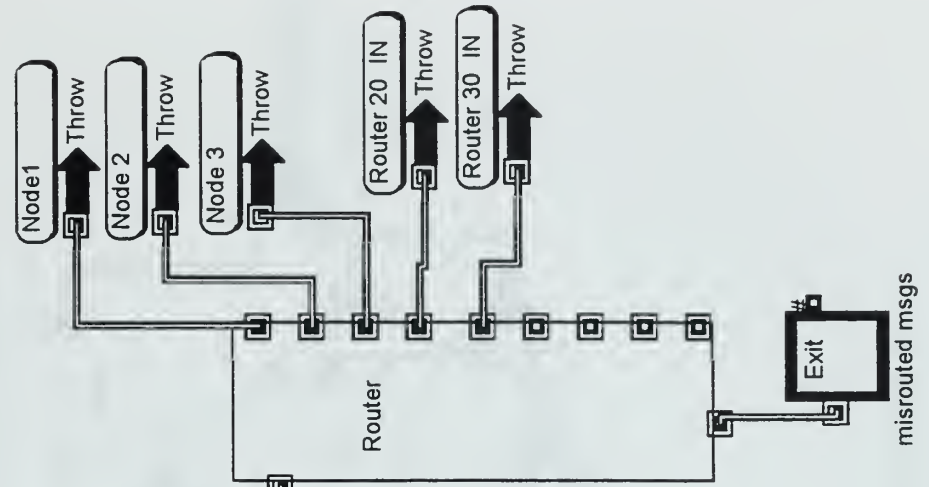 Node1
Throw
Node 2
Throw
Node 3
Throw
Router 20 IN
Throw
Router 30 IN
Throw
Router
#
Exit
misrouted msgs